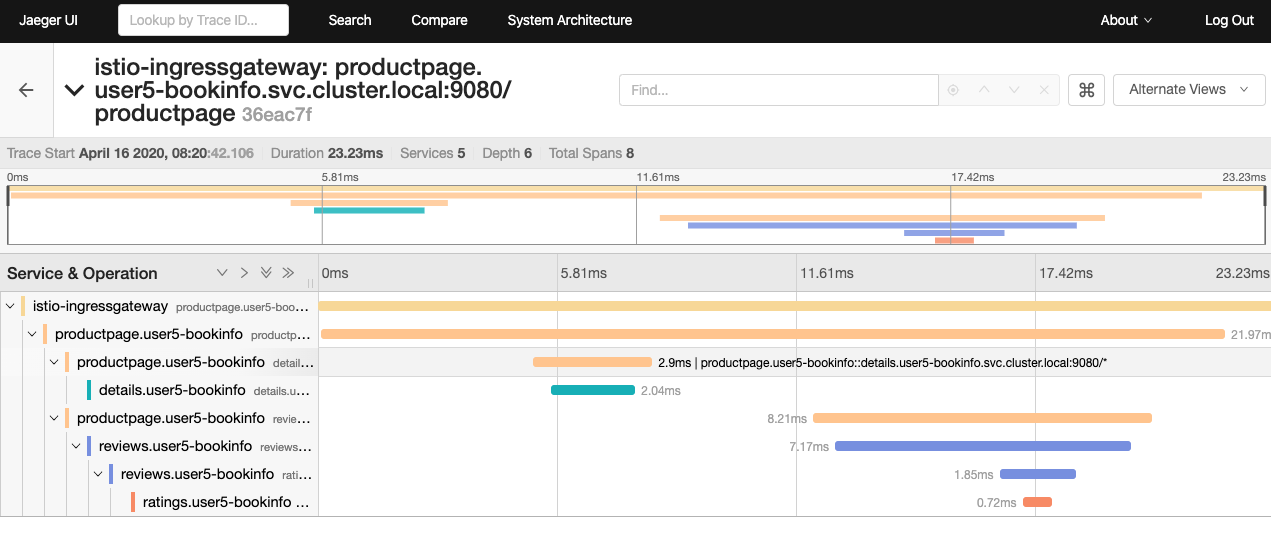 Jaeger UI Lookup by Trace ID... Search Compare System Architecture About Log Out
istio-ingressgateway: productpage.
user5-bookinfo.svc.cluster.local:9080/
productpage 36eac7f
Find... Alternate Views
Trace Start April 16 2020, 08:20:42.106 Duration 23.23ms Services 5 Depth 6 Total Spans 8
0ms 5.81ms 11.61ms 17.42ms 23.23ms
Service & Operation 0ms 5.81ms 11.61ms 17.42ms 23.23ms
istio-ingressgateway productpage.user5-boo...
productpage.user5-bookinfo productp... 21.97m
productpage.user5-bookinfo detail... 2.9ms | productpage.user5-bookinfo::details.user5-bookinfo.svc.cluster.local:9080/*
details.user5-bookinfo details.u... 2.04ms
productpage.user5-bookinfo revie... 8.21ms
reviews.user5-bookinfo reviews... 7.17ms
reviews.user5-bookinfo rati... 1.85ms
ratings.user5-bookinfo ... 0.72ms